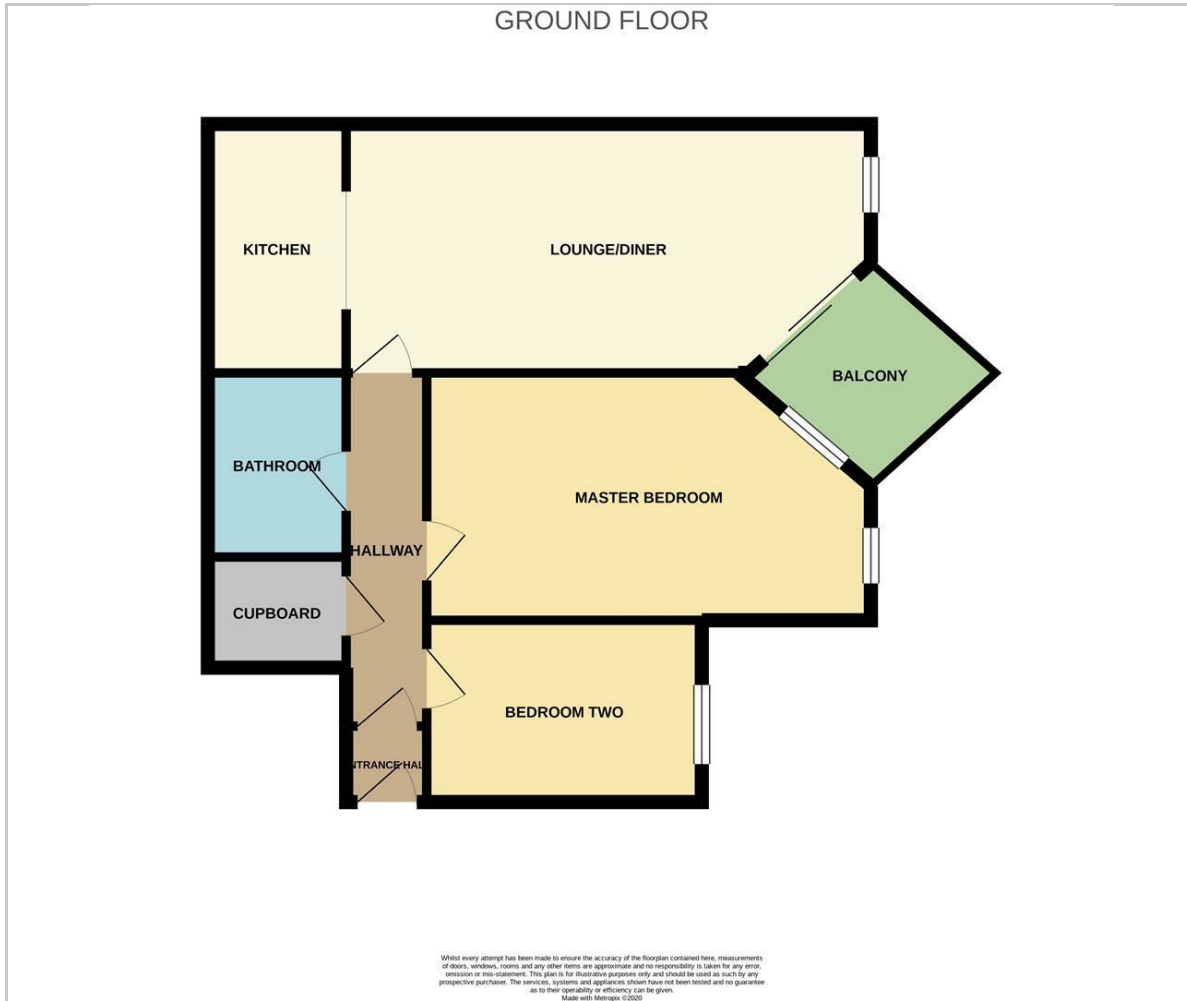 GROUND FLOOR
KITCHEN
LOUNGE/DINER
BALCONY
BATHROOM
MASTER BEDROOM
HALLWAY
CUPBOARD
BEDROOM TWO
NTRANCE HAL
Whilst every attempt has been made to ensure the accuracy of the floorplan contained here, measurements
of doors, windows, rooms and any other items are approximate and no responsibility is taken for any error,
omission or mis-statement. This plan is for illustrative purposes only and should be used as such by any
prospective purchaser. The services, systems and appliances shown have not been tested and no guarantee
as to their operability or efficiency can be given.
Made with Metropix ©2020